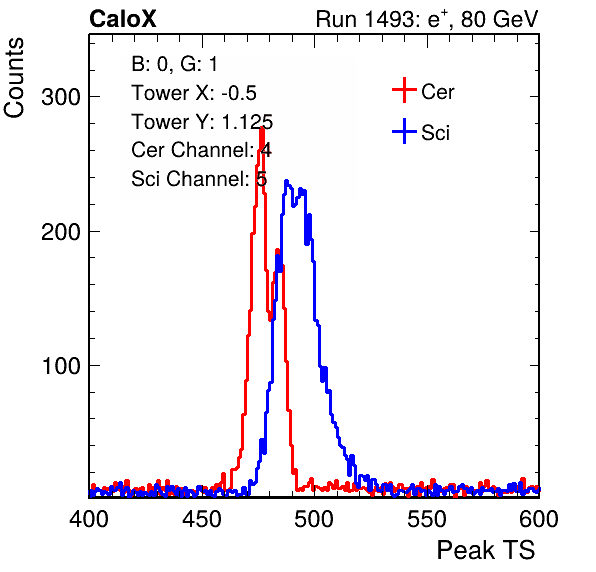 CaloX Run 1493: e+, 80 GeV
Counts
B: 0, G: 1
Tower X: -0.5
Tower Y: 1.125
Cer Channel: 4
Sci Channel: 5
Cer
Sci
300
200
100
400 450 500 550 600
Peak TS